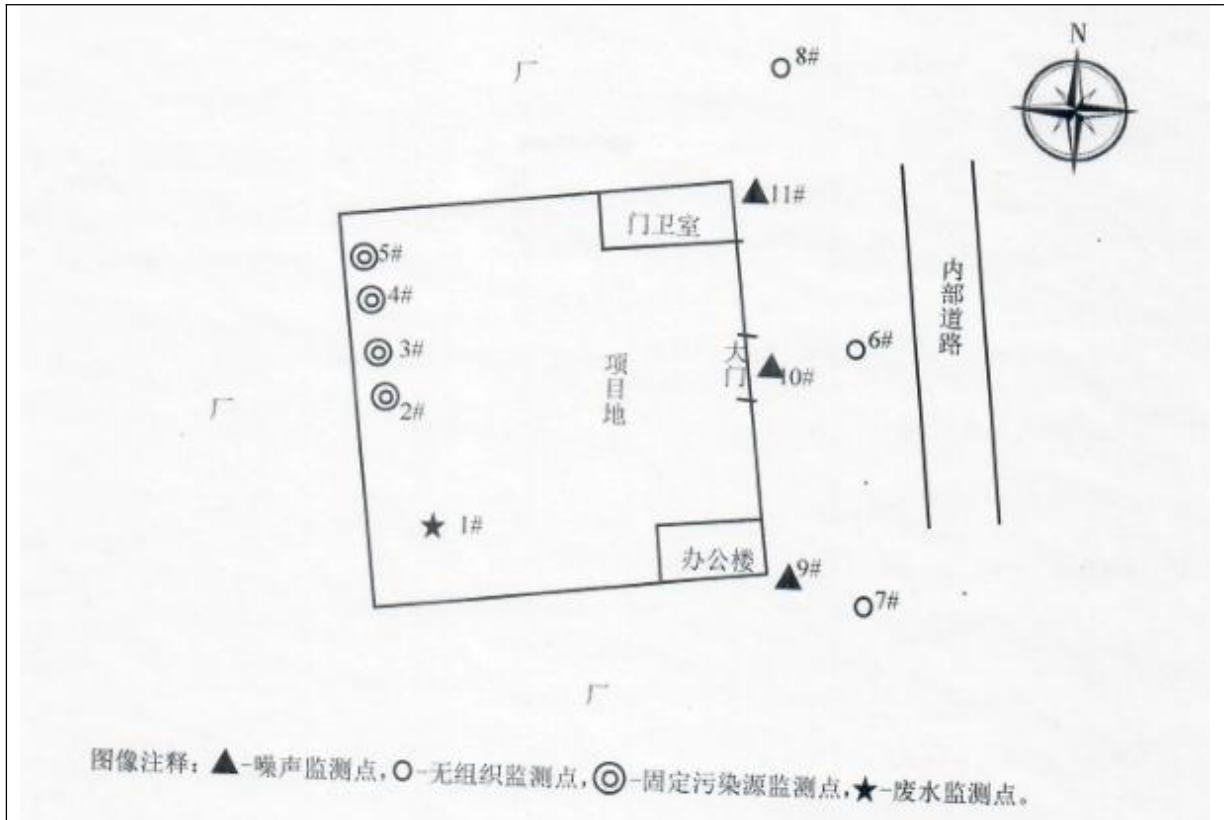 N
厂
8#
11#
门卫室
5#
4#
3#
2#
内部道路
6#
大门
10#
项目地
厂
1#
办公楼
9#
7#
厂
图像注释：▲-噪声监测点，○-无组织监测点，◎-固定污染源监测点，★-废水监测点。